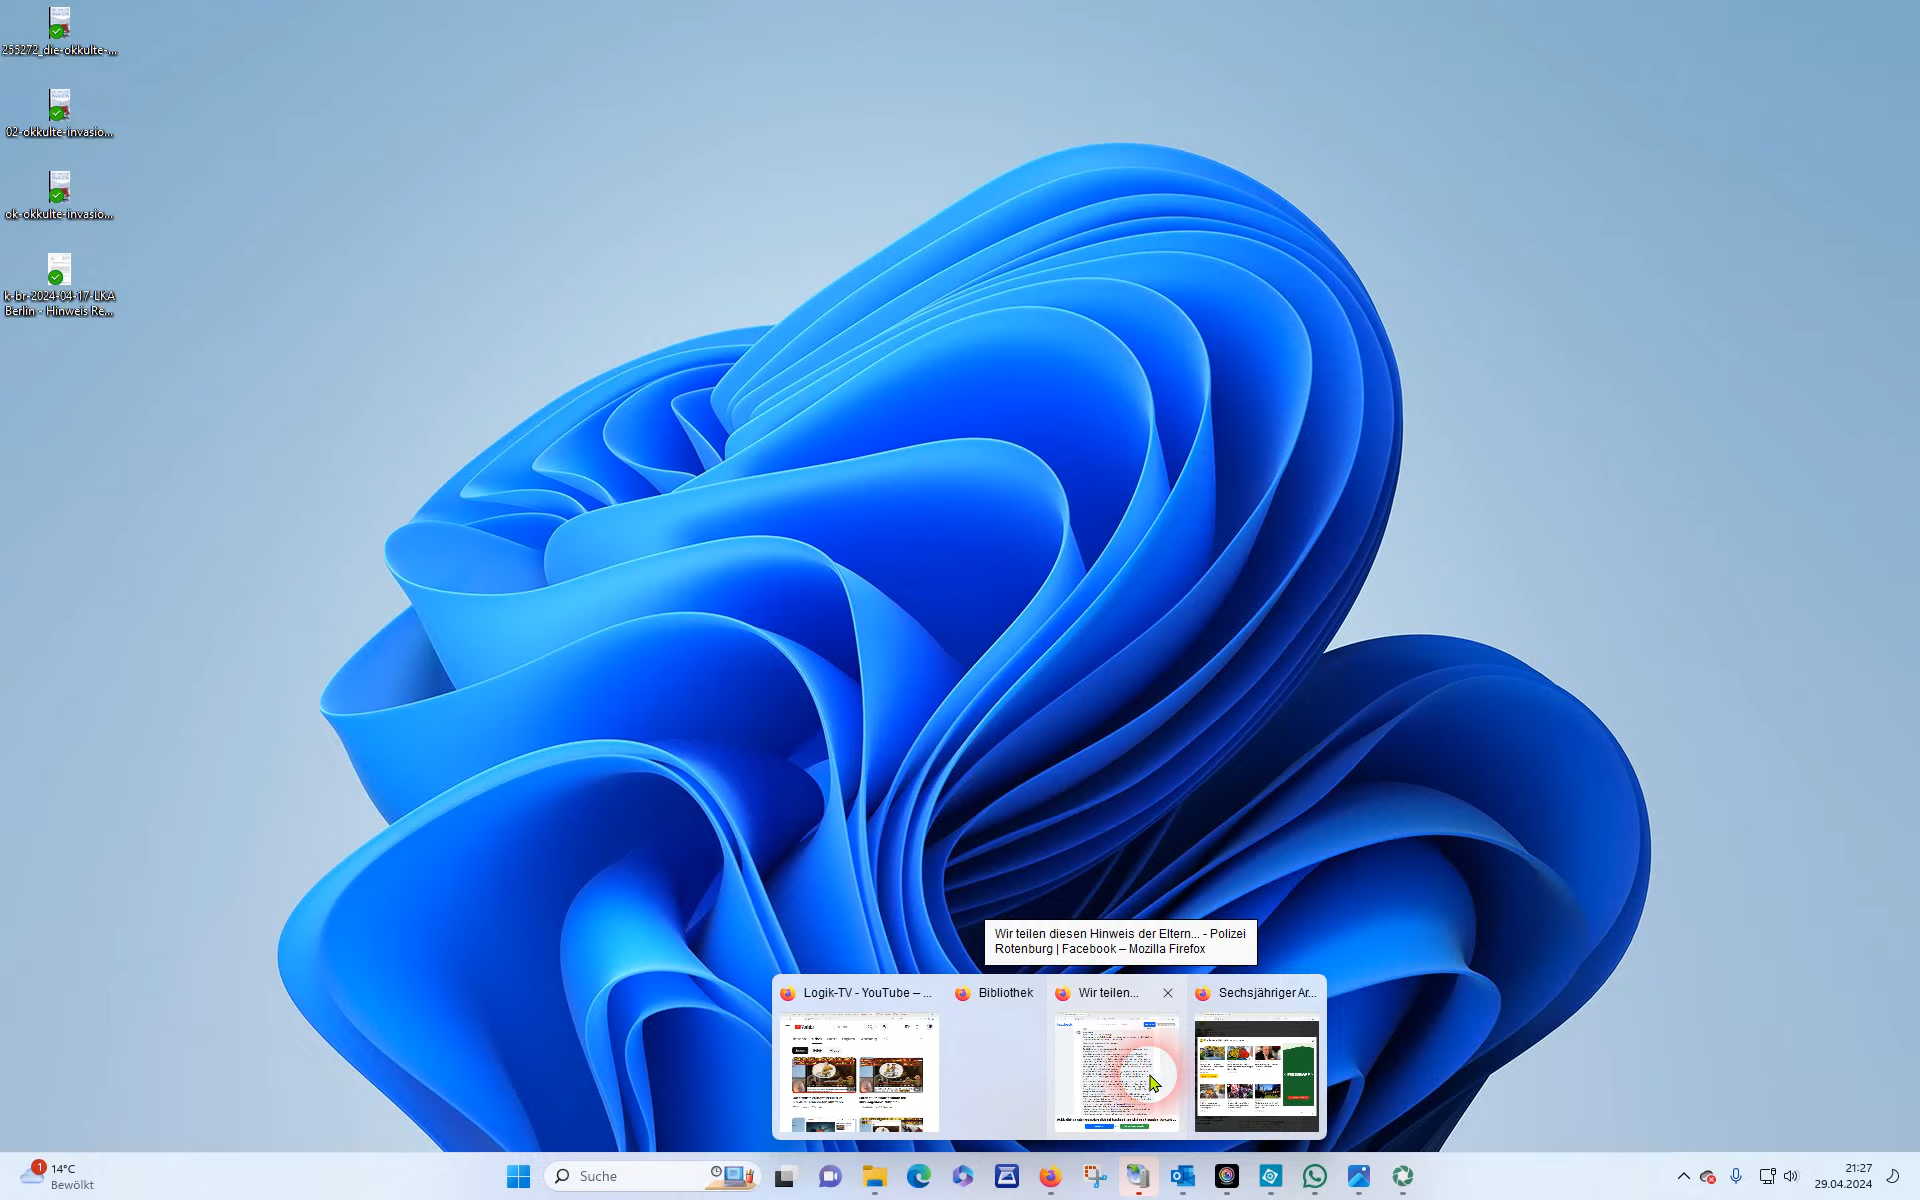 255272_die-okkulte-...
02-okkulte-invasio...
ok-okkulte-invasio...
k-br-2024-04-17-LKA
Berlin - Hinweis Re...
Wir teilen diesen Hinweis der Eltern... - Polizei
Rotenburg | Facebook — Mozilla Firefox
Logik-TV - YouTube — ...
Bibliothek
Wir teilen...
Sechsjähriger Ar...
1
14°C
Bewölkt
Suche
21:27
29.04.2024